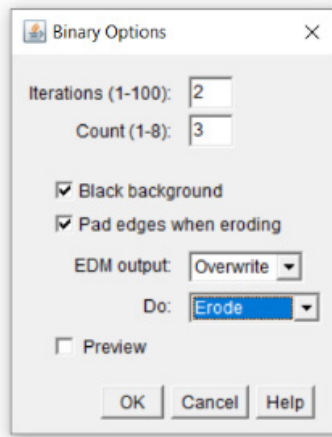 Binary Options
Iterations (1-100): 2
Count (1-8): 3
Black background
Pad edges when eroding
EDM output: Overwrite
Do: Erode
Preview
OK Cancel Help